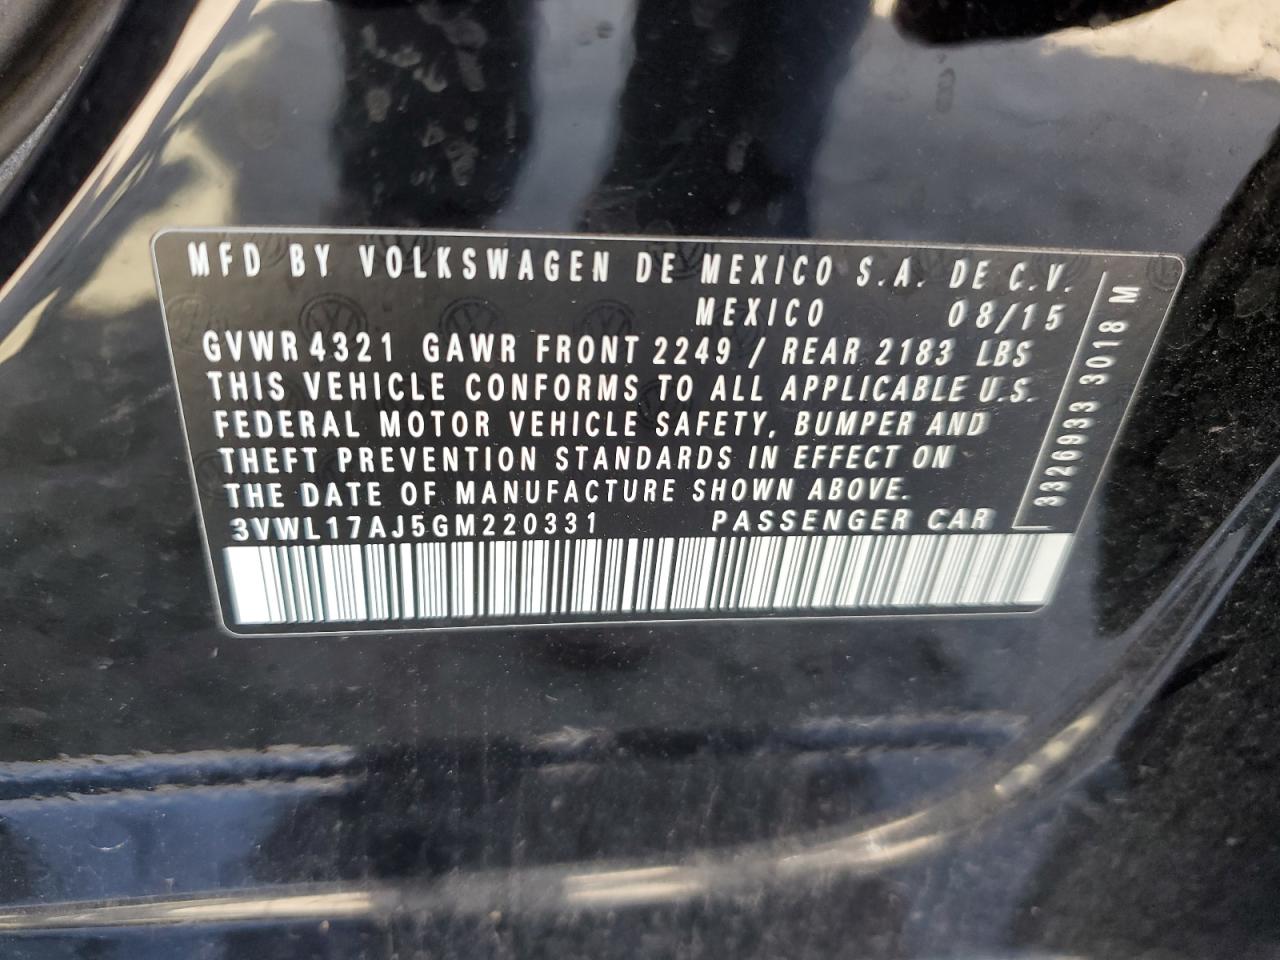 MFD BY VOLKSWAGEN DE MEXICO S.A. DE C.V.
MEXICO 08/15
GVWR 4321 GAWR FRONT 2249 / REAR 2183 LBS
THIS VEHICLE CONFORMS TO ALL APPLICABLE U.S.
FEDERAL MOTOR VEHICLE SAFETY, BUMPER AND
THEFT PREVENTION STANDARDS IN EFFECT ON
THE DATE OF MANUFACTURE SHOWN ABOVE.
3VWL17AJ5GM220331 PASSENGER CAR
3326933 3018 M